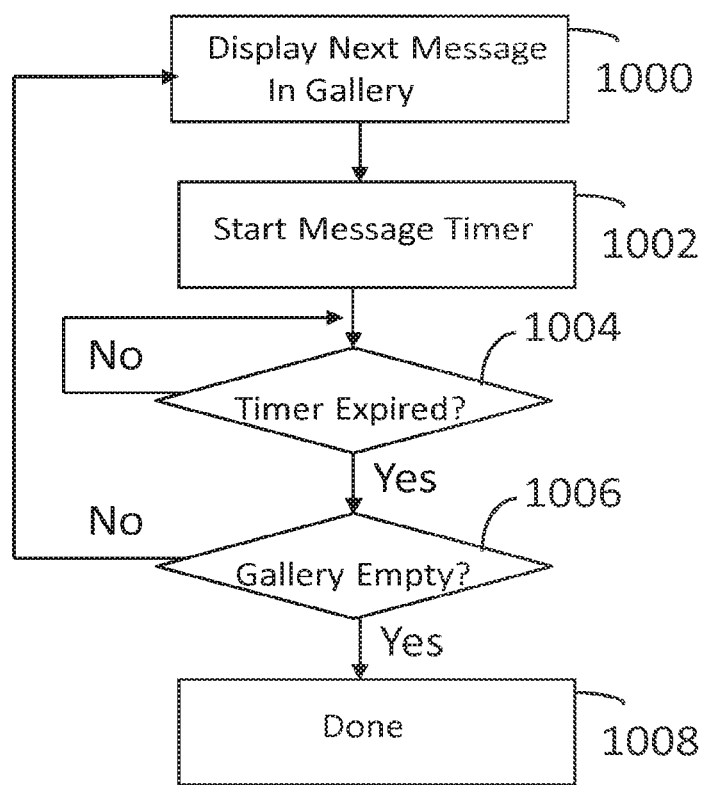 Display Next Message
In Gallery
1000
Start Message Timer
1002
1004
No
Timer Expired?
Yes
1006
No
Gallery Empty?
Yes
Done
1008